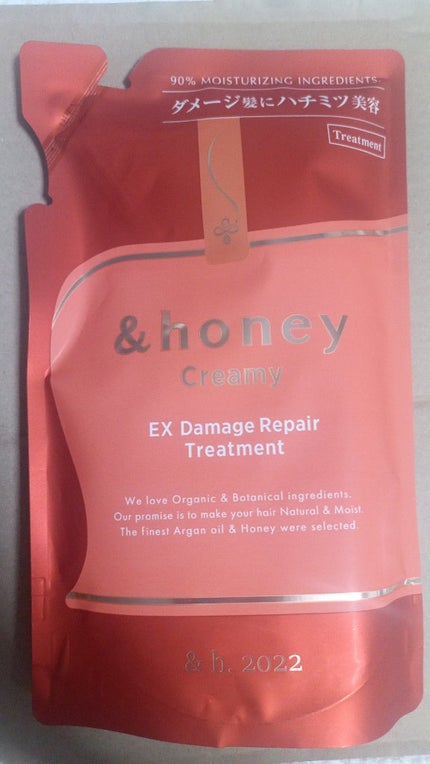 90% MOISTURIZING INGREDIENTS
ダメージ髪にハチミツ美容
Treatment
&honey
Creamy
EX Damage Repair
Treatment
We love Organic & Botanical ingredients.
Our promise is to make your hair Natural & Moist.
The finest Argan oil & Honey were selected.
& h. 2022